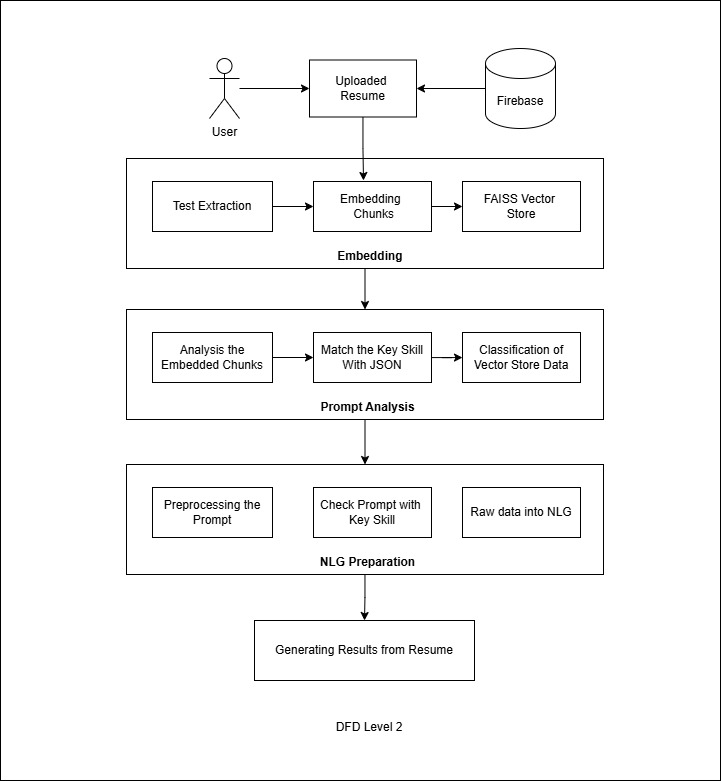 Uploaded
Resume
Firebase
User
Test Extraction
Embedding
Chunks
FAISS Vector
Store
Embedding
Analysis the
Embedded Chunks
Match the Key Skill
With JSON
Classification of
Vector Store Data
Prompt Analysis
Preprocessing the
Prompt
Check Prompt with
Key Skill
Raw data into NLG
NLG Preparation
Generating Results from Resume
DFD Level 2